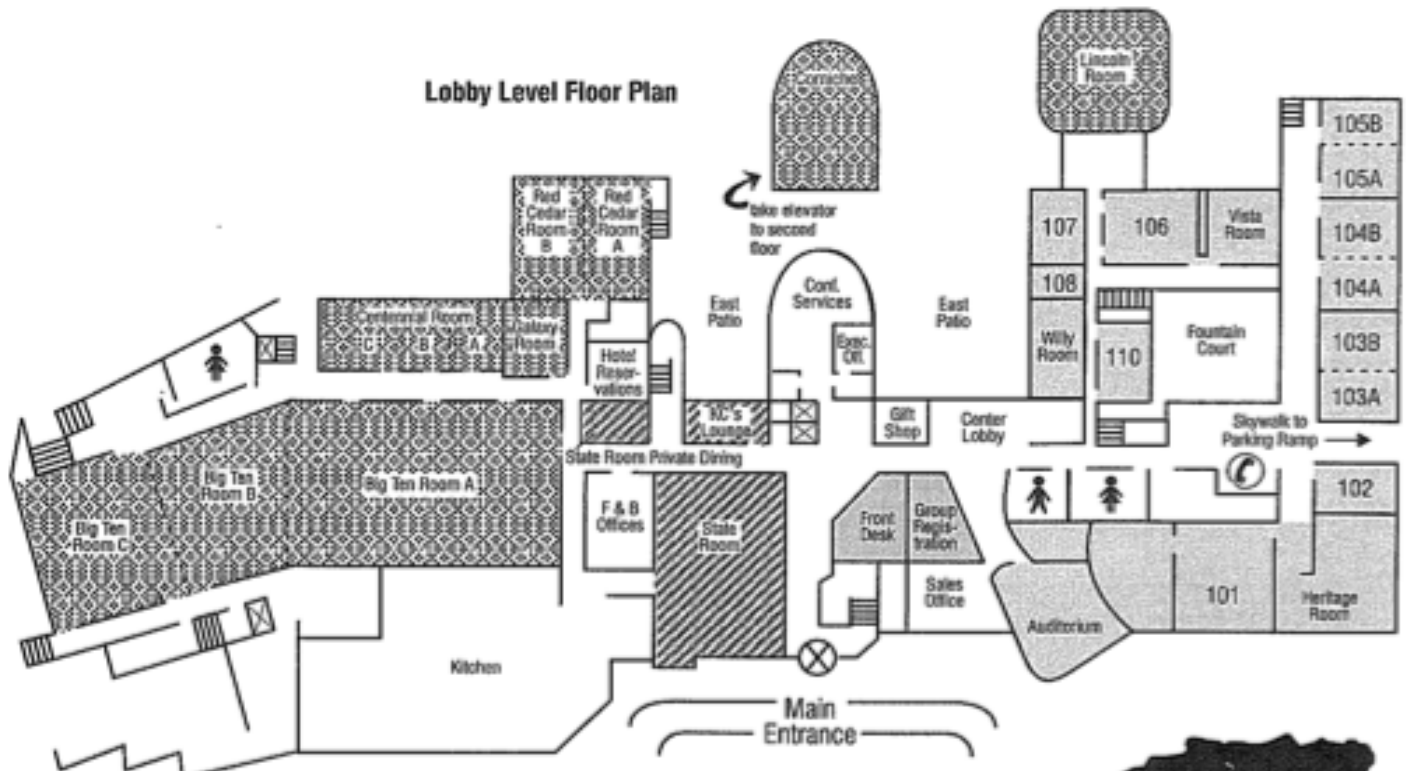 Lobby Level Floor Plan
Cornichel
Lincoln
Room
take elevator
to second
floor
105B
105A
104B
104A
103B
103A
Red
Cedar
Room
B
Red
Cedar
Room
A
107
106
Vista
Room
108
East
Patio
Conf.
Services
East
Patio
Centennial Room
C B A
Galaxy
Room
Exec.
Off.
Willy
Room
110
Fountain
Court
Hotel
Reser-
vations
KC's
Lounge
Gift
Shop
Center
Lobby
Skywalk to
Parking Ramp
State Room Private Dining
Big Ten
Room B
Big Ten Room A
Big Ten
Room C
F & B
Offices
State
Room
Front
Desk
Group
Regis-
tration
102
Sales
Office
Auditorium
101
Heritage
Room
Kitchen
Main
Entrance